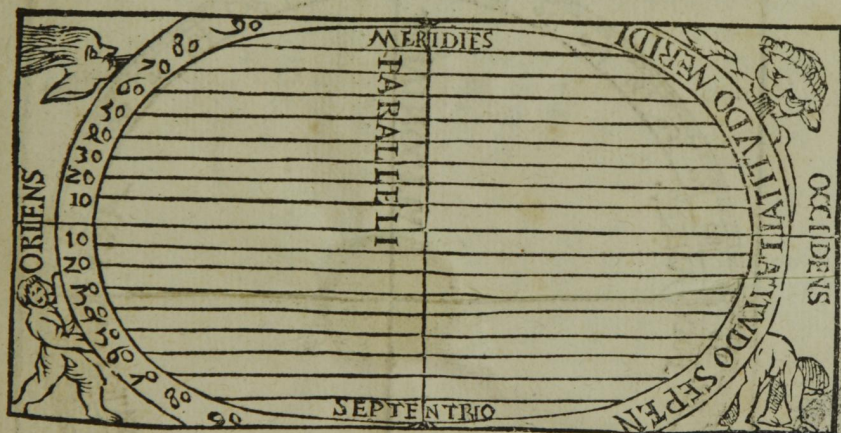 MERIDIES
PARALLELI
90
80
70
60
50
40
30
20
10
10
20
30
40
50
60
70
80
90
ORIENS
LATITVDO MERIDI
LATITVDO SEPTEN
OCCIDENS
SEPTENTRIO